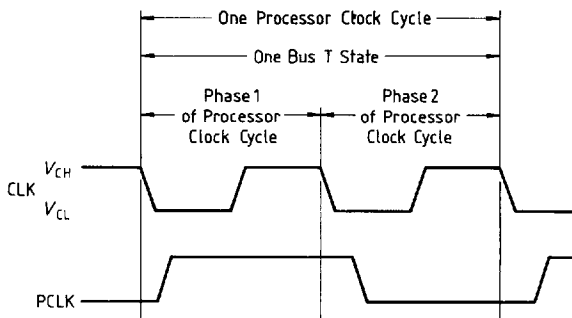 One Processor Clock Cycle
One Bus T State
Phase 1
of Processor
Clock Cycle
Phase 2
of Processor
Clock Cycle
CLK
VCH
VCL
PCLK